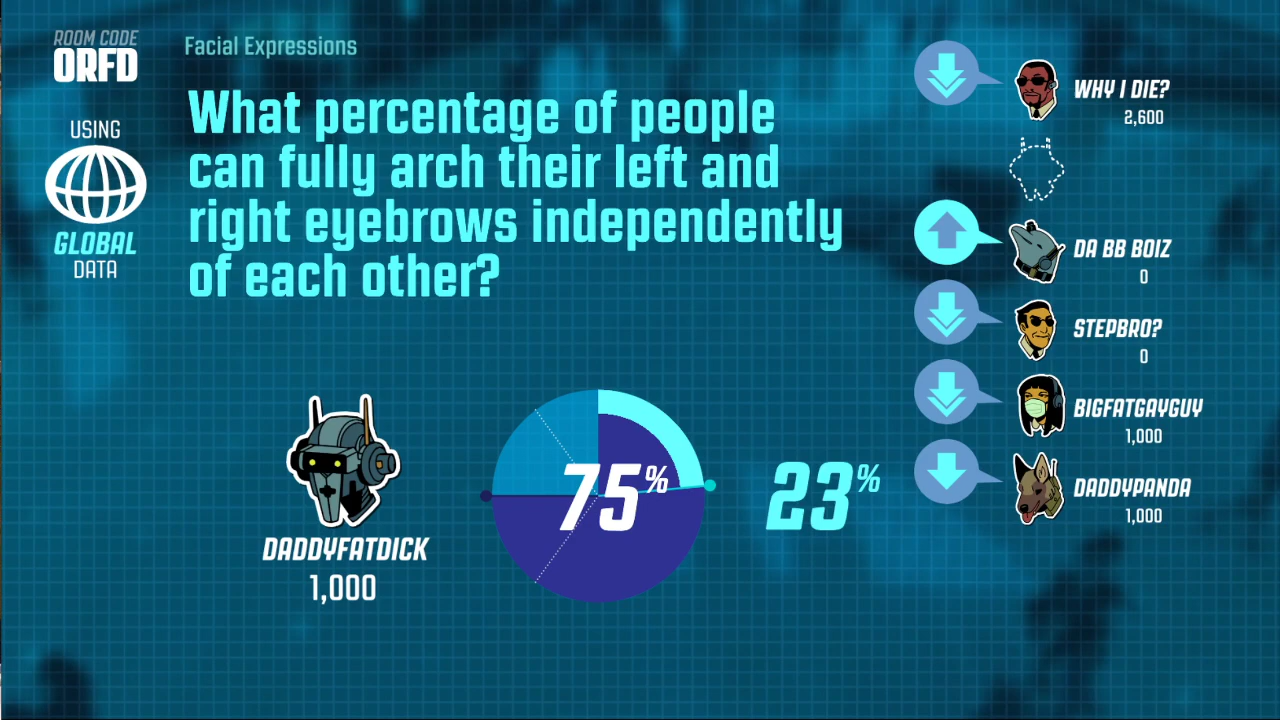 ROOM CODE
ORFD
USING
GLOBAL
DATA
Facial Expressions
What percentage of people
can fully arch their left and
right eyebrows independently
of each other?
DADDYFATDICK
1,000
75%
23%
WHY I DIE?
2,600
DA BB BOIZ
0
STEPBRO?
0
BIGFATGAYGUY
1,000
DADDYPANDA
1,000